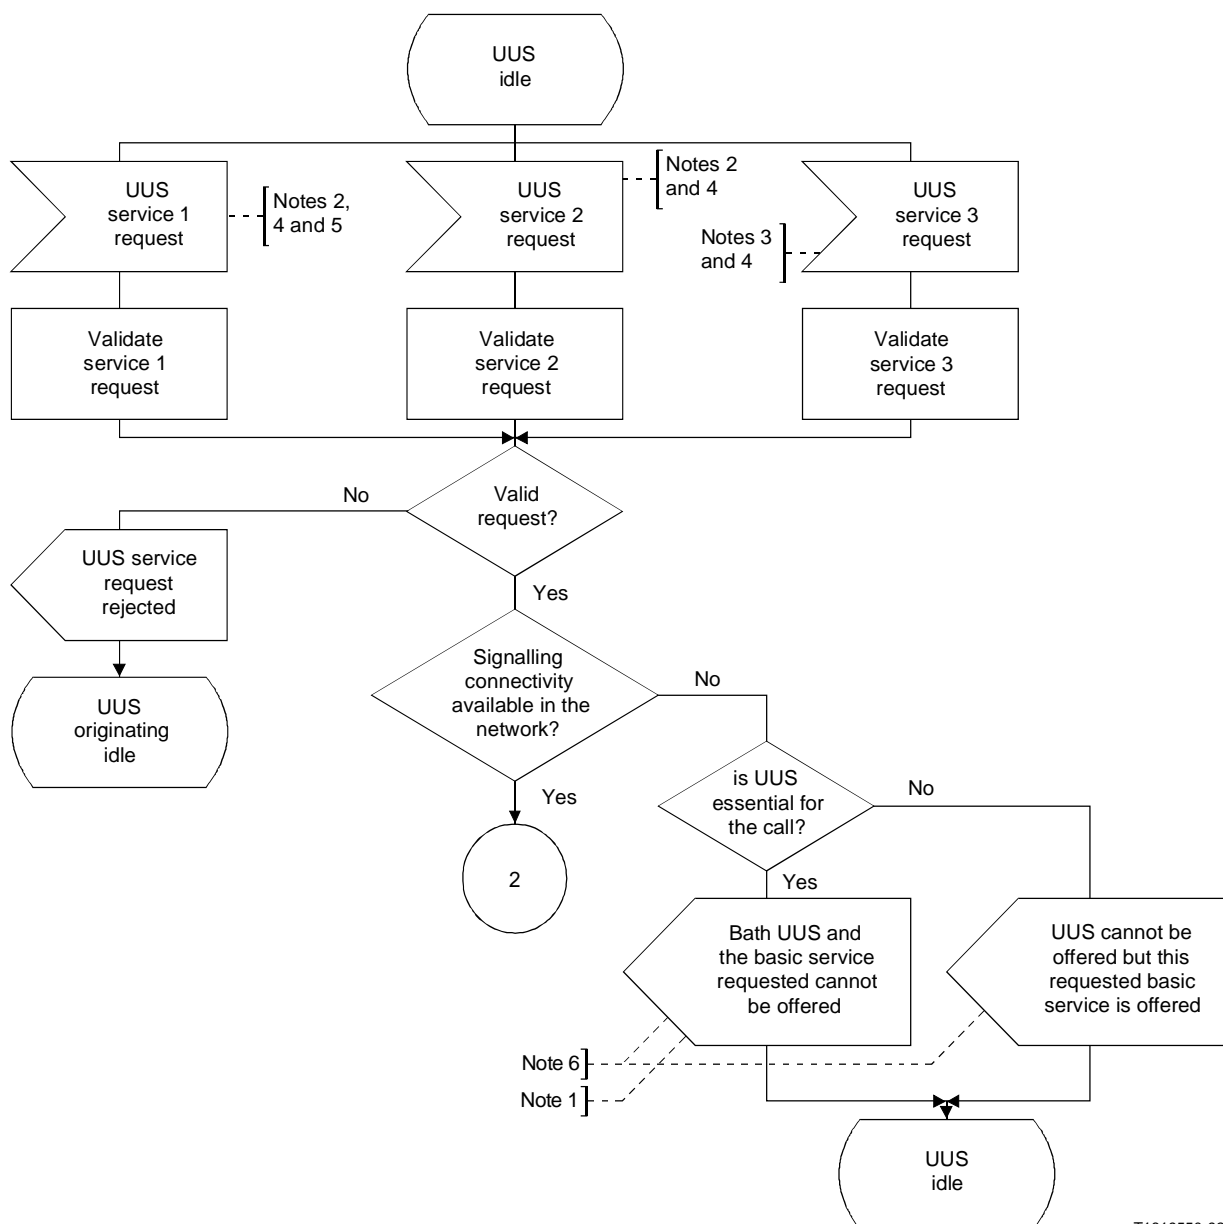 UUS
idle
UUS
service 1
request
Notes 2,
4 and 5
UUS
service 2
request
Notes 2
and 4
Notes 3
and 4
UUS
service 3
request
Validate
service 1
request
Validate
service 2
request
Validate
service 3
request
No
Valid
request?
Yes
UUS service
request
rejected
UUS
originating
idle
Signalling
connectivity
available in the
network?
No
Yes
2
is UUS
essential for
the call?
No
Yes
Bath UUS and
the basic service
requested cannot
be offered
UUS cannot be
offered but this
requested basic
service is offered
Note 6
Note 1
UUS
idle